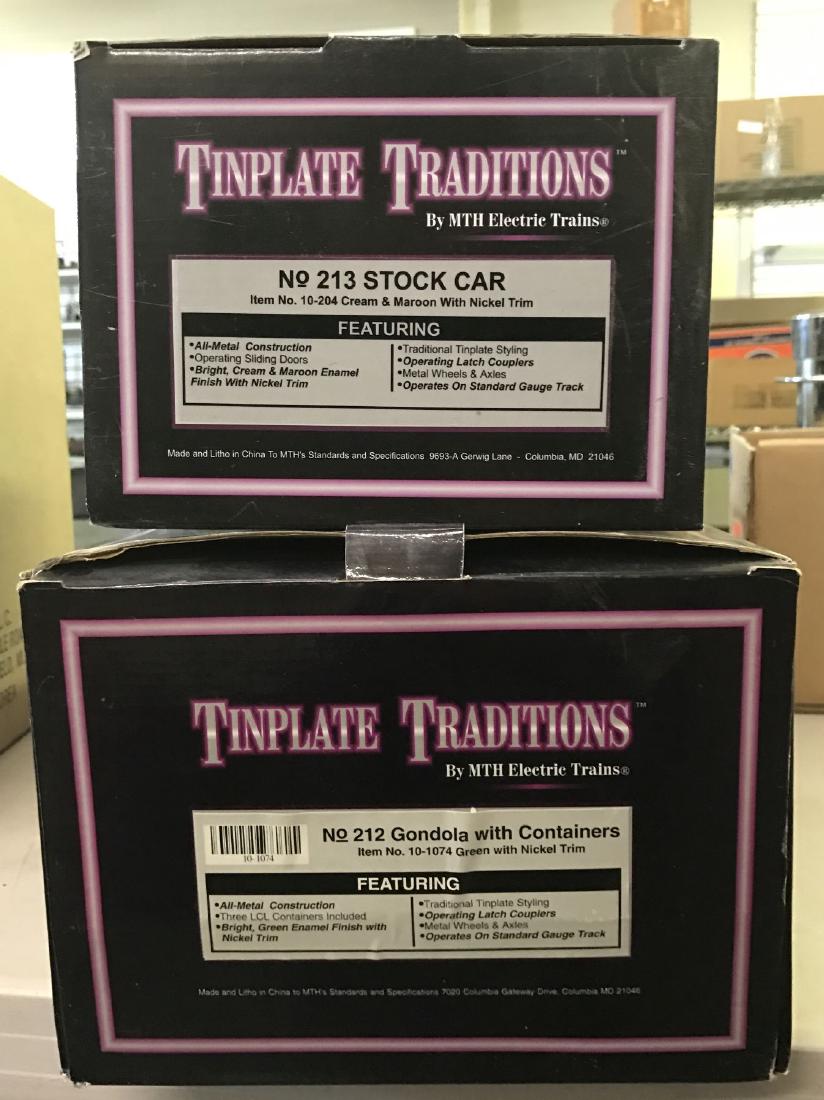 TINPLATE TRADITIONS™
By MTH Electric Trains®
No 213 STOCK CAR
Item No. 10-204 Cream & Maroon With Nickel Trim
FEATURING
•All-Metal Construction
•Operating Sliding Doors
•Bright, Cream & Maroon Enamel
Finish With Nickel Trim
•Traditional Tinplate Styling
•Operating Latch Couplers
•Metal Wheels & Axles
•Operates On Standard Gauge Track
Made and Litho in China To MTH's Standards and Specifications 9693-A Gerwig Lane - Columbia, MD 21046
TINPLATE TRADITIONS™
By MTH Electric Trains®
10-1074
No 212 Gondola with Containers
Item No. 10-1074 Green with Nickel Trim
FEATURING
•All-Metal Construction
•Three LCL Containers Included
•Bright, Green Enamel Finish with
Nickel Trim
•Traditional Tinplate Styling
•Operating Latch Couplers
•Metal Wheels & Axles
•Operates On Standard Gauge Track
Made and Litho in China to MTH's Standards and Specifications 7020 Columbia Gateway Drive, Columbia MD 21046